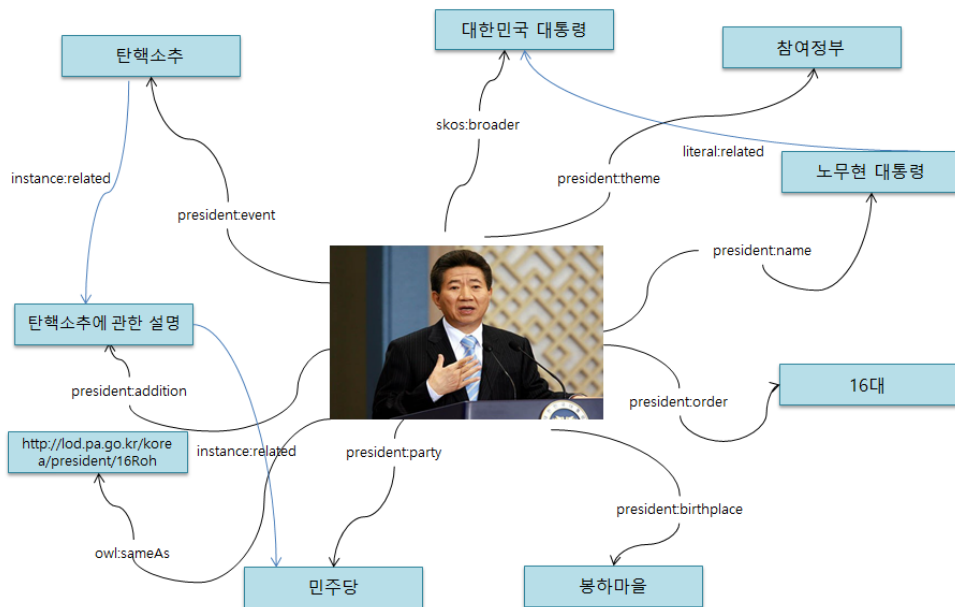 대한민국 대통령
탄핵소추
참여정부
skos:broader
literal:related
instance:related
president:theme
노무현 대통령
president:event
president:name
탄핵소추에 관한 설명
president:addition
president:order
16대
http://lod.pa.go.kr/kore
a/president/16Roh
instance:related
president:party
president:birthplace
owl:sameAs
민주당
봉하마을